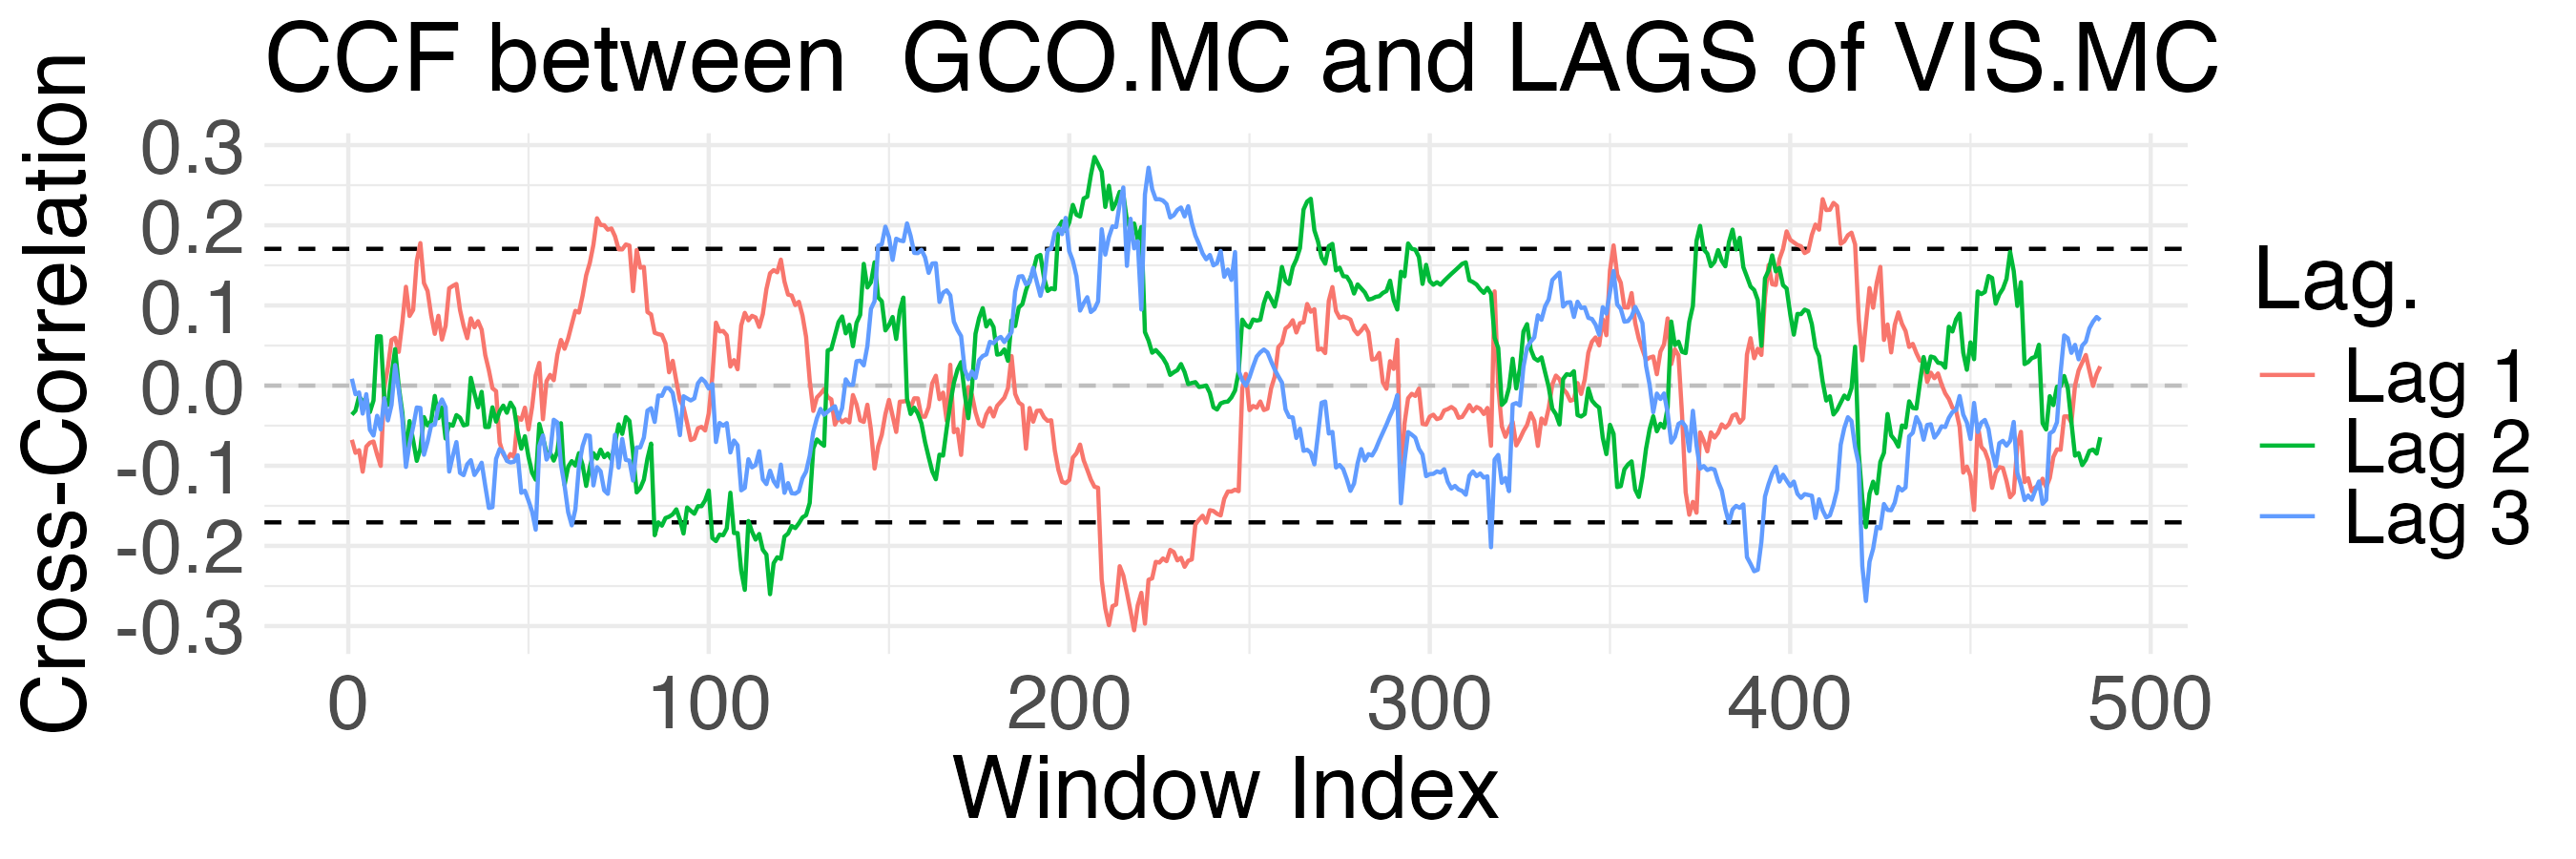 CCF between  GCO.MC and LAGS of VIS.MC
Cross-Correlation
0.3
0.2
0.1
0.0
-0.1
-0.2
-0.3
0 100 200 300 400 500
Window Index
Lag.
Lag 1
Lag 2
Lag 3